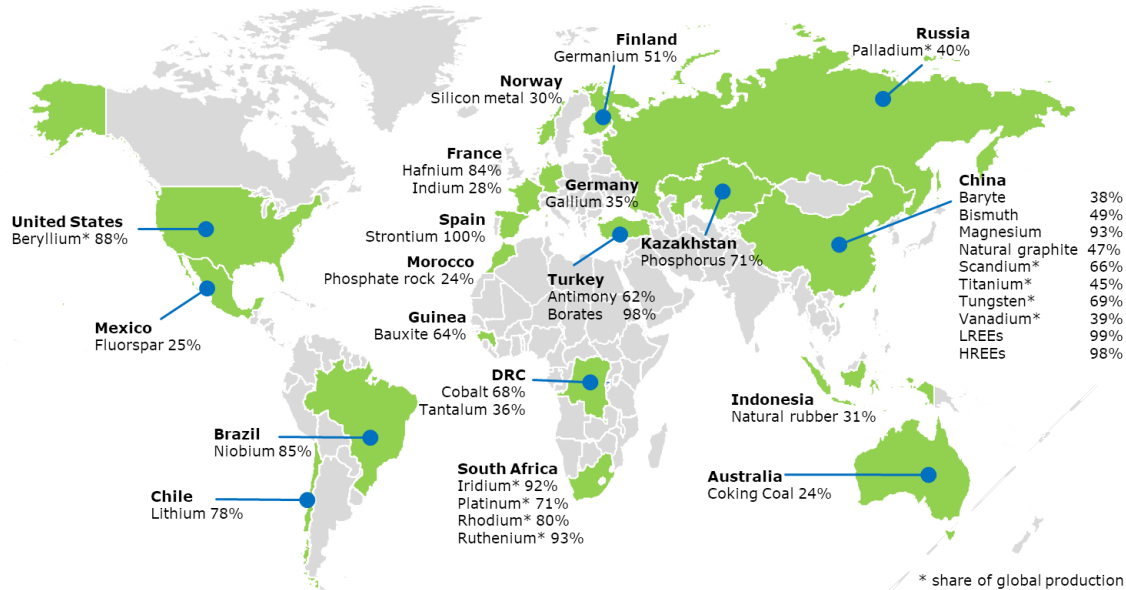 Russia
Palladium* 40%
Finland
Germanium 51%
Norway
Silicon metal 30%
France
Hafnium 84%
Indium 28%
Germany
Gallium 35%
China
Baryte 38%
Bismuth 49%
Magnesium 93%
Natural graphite 47%
Scandium* 66%
Titanium* 45%
Tungsten* 69%
Vanadium* 39%
LREEs 99%
HREEs 98%
United States
Beryllium* 88%
Spain
Strontium 100%
Kazakhstan
Phosphorus 71%
Morocco
Phosphate rock 24%
Turkey
Antimony 62%
Borates 98%
Mexico
Fluorspar 25%
Guinea
Bauxite 64%
DRC
Cobalt 68%
Tantalum 36%
Indonesia
Natural rubber 31%
Brazil
Niobium 85%
South Africa
Iridium* 92%
Platinum* 71%
Rhodium* 80%
Ruthenium* 93%
Australia
Coking Coal 24%
Chile
Lithium 78%
* share of global production